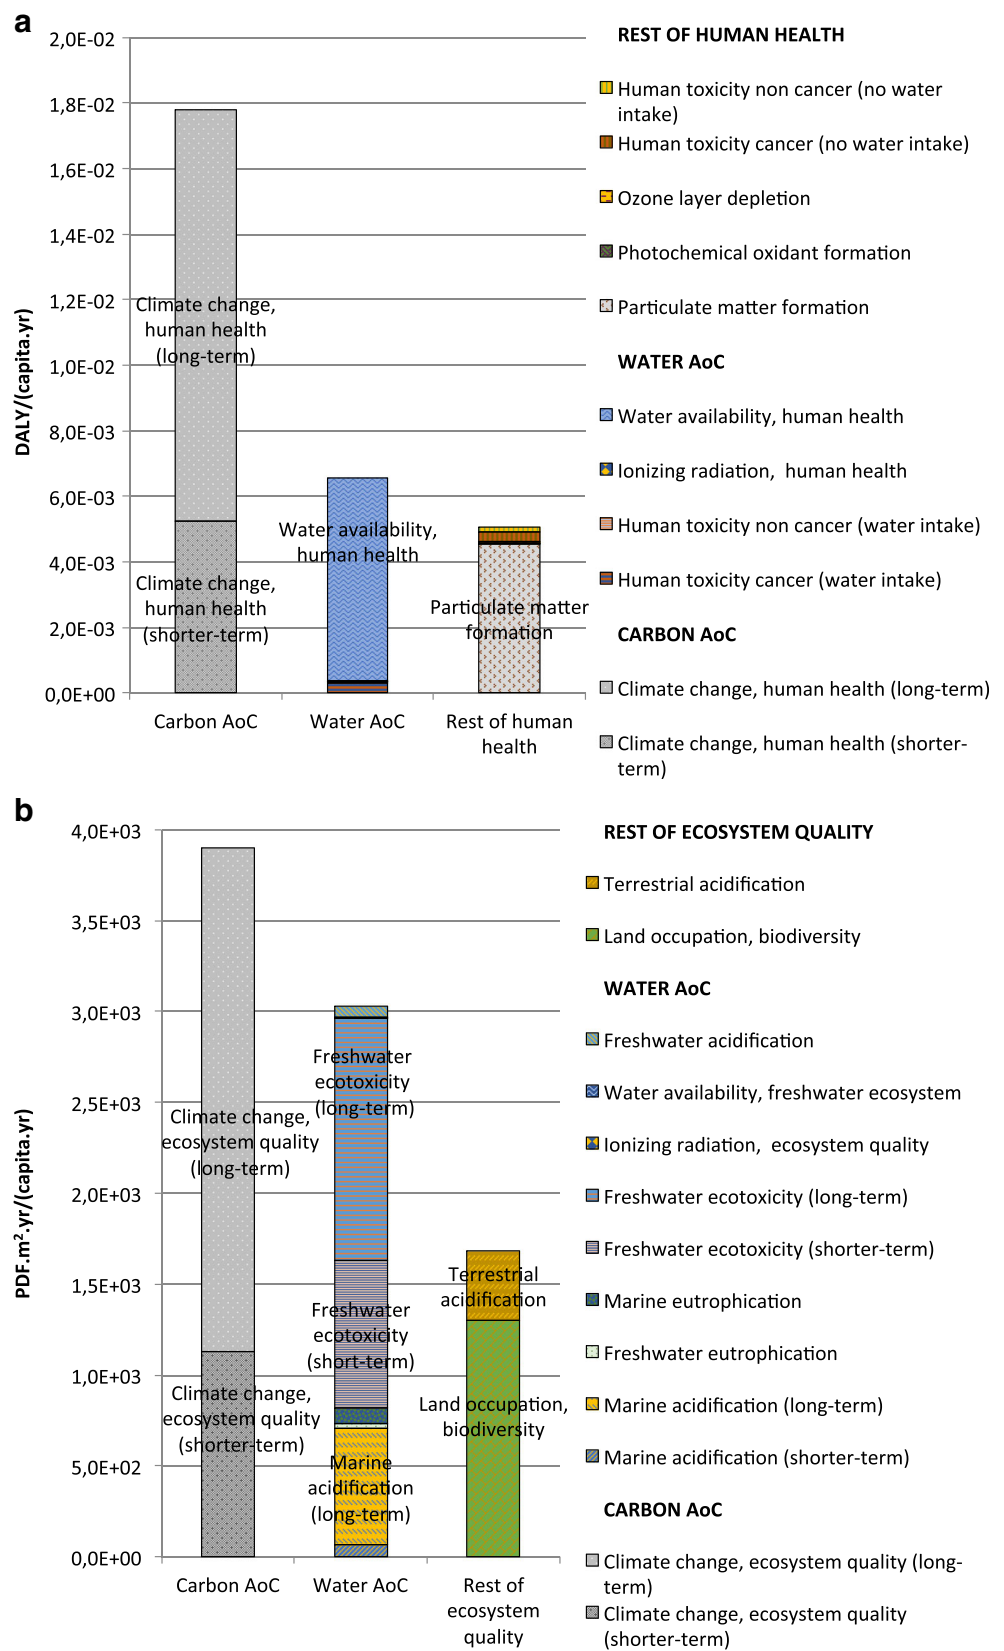 a
2,0E-02
1,8E-02
1,6E-02
1,4E-02
1,2E-02
1,0E-02
8,0E-03
6,0E-03
4,0E-03
2,0E-03
0,0E+00
DALY/(capita.yr)
Climate change,
human health
(long-term)
Climate change,
human health
(shorter-term)
Water availability,
human health
Particulate matter
formation
Carbon AoC
Water AoC
Rest of human
health
REST OF HUMAN HEALTH
Human toxicity non cancer (no water
intake)
Human toxicity cancer (no water intake)
Ozone layer depletion
Photochemical oxidant formation
Particulate matter formation
WATER AoC
Water availability, human health
Ionizing radiation, human health
Human toxicity non cancer (water intake)
Human toxicity cancer (water intake)
CARBON AoC
Climate change, human health (long-term)
Climate change, human health (shorter-
term)
b
4,0E+03
3,5E+03
3,0E+03
2,5E+03
2,0E+03
1,5E+03
1,0E+03
5,0E+02
0,0E+00
PDF.m².yr/(capita.yr)
Climate change,
ecosystem quality
(long-term)
Climate change,
ecosystem quality
(shorter-term)
Freshwater
ecotoxicity
(long-term)
Freshwater
ecotoxicity
(short-term)
Marine
acidification
(long-term)
Terrestrial
acidification
Land occupation,
biodiversity
Carbon AoC
Water AoC
Rest of
ecosystem
quality
REST OF ECOSYSTEM QUALITY
Terrestrial acidification
Land occupation, biodiversity
WATER AoC
Freshwater acidification
Water availability, freshwater ecosystem
Ionizing radiation, ecosystem quality
Freshwater ecotoxicity (long-term)
Freshwater ecotoxicity (shorter-term)
Marine eutrophication
Freshwater eutrophication
Marine acidification (long-term)
Marine acidification (shorter-term)
CARBON AoC
Climate change, ecosystem quality (long-
term)
Climate change, ecosystem quality
(shorter-term)